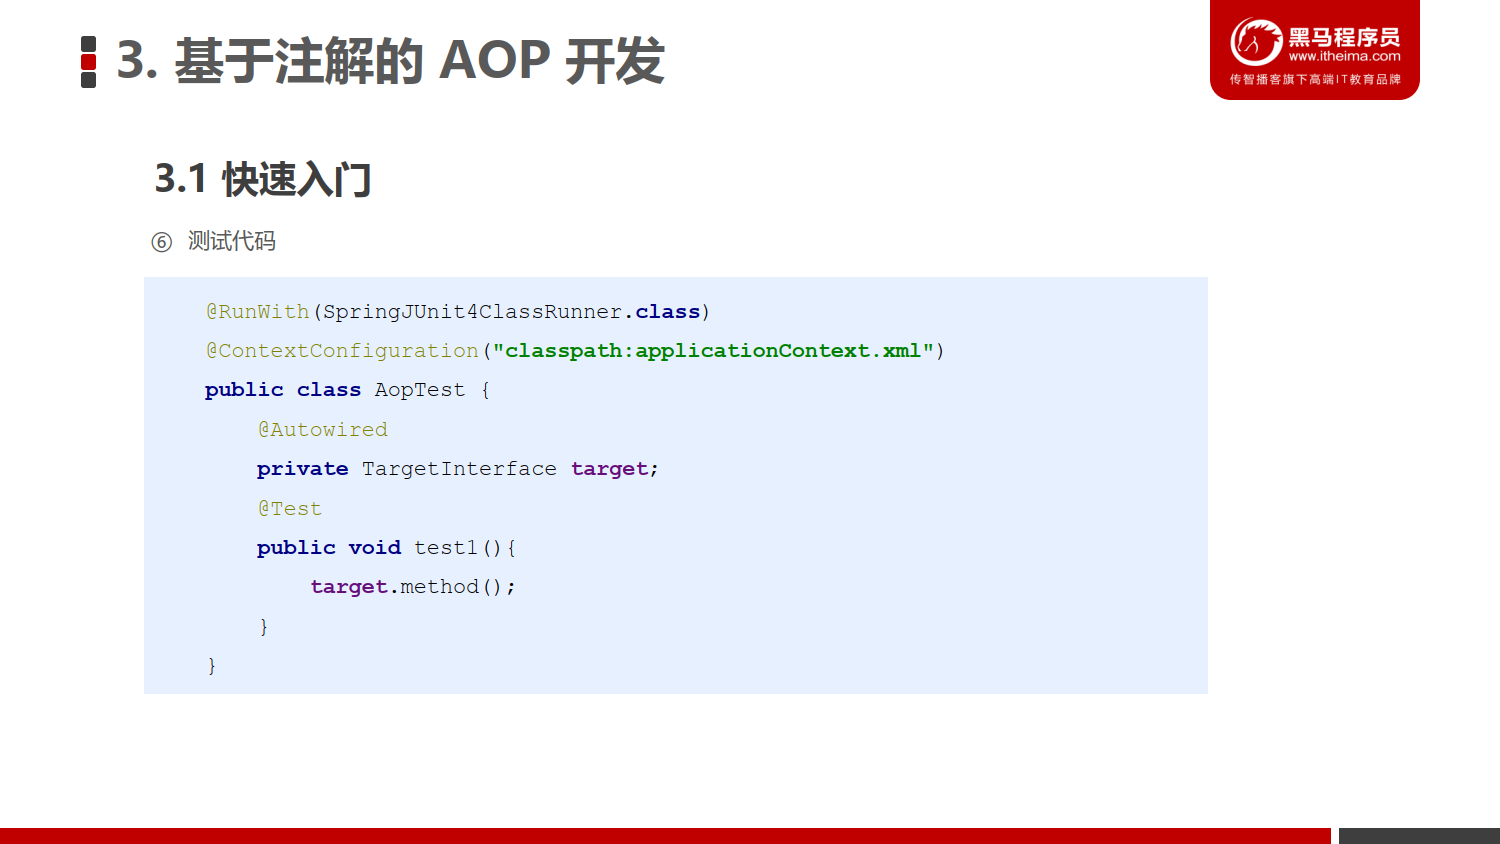 3. 基于注解的 AOP 开发
黑马程序员
www.itheima.com
传智播客旗下高端IT教育品牌
3.1 快速入门
⑥ 测试代码
@RunWith(SpringJUnit4ClassRunner.class)
@ContextConfiguration("classpath:applicationContext.xml")
public class AopTest {
    @Autowired
    private TargetInterface target;
    @Test
    public void test1(){
        target.method();
    }
}